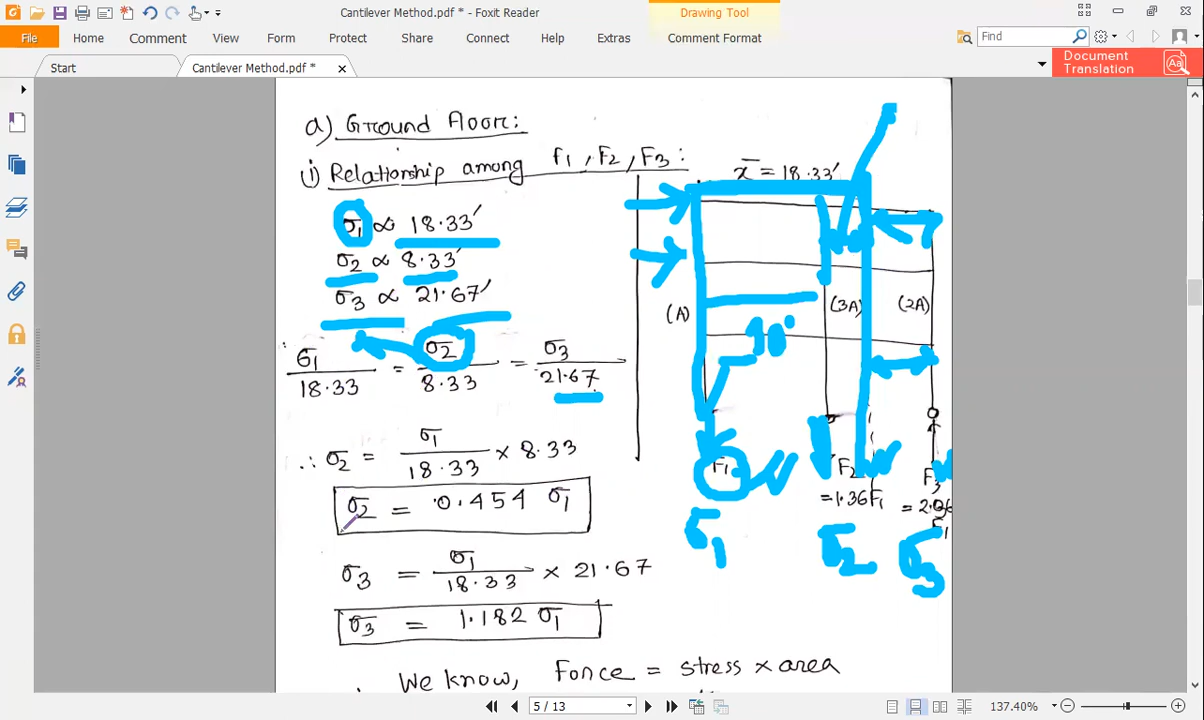 Cantilever Method.pdf * - Foxit Reader
Drawing Tool
File
Home
Comment
View
Form
Protect
Share
Connect
Help
Extras
Comment Format
Find
Start
Cantilever Method.pdf *
Document
Translation
a) Ground floor:
i) Relationship among F1, F2, F3:
x̄ = 18.33'
σ1 ∝ 18.33'
σ2 ∝ 8.33'
σ3 ∝ 21.67'
(A)
(3A)
(2A)
10'
σ1/18.33 = σ2/8.33 = σ3/21.67
∴ σ2 = σ1/18.33 × 8.33
σ2 = 0.454 σ1
σ3 = σ1/18.33 × 21.67
σ3 = 1.182 σ1
F1
F2
=1.36F1
F3
F1
σ1
σ2
σ3
We know, Force = stress × area
5 / 13
137.40%